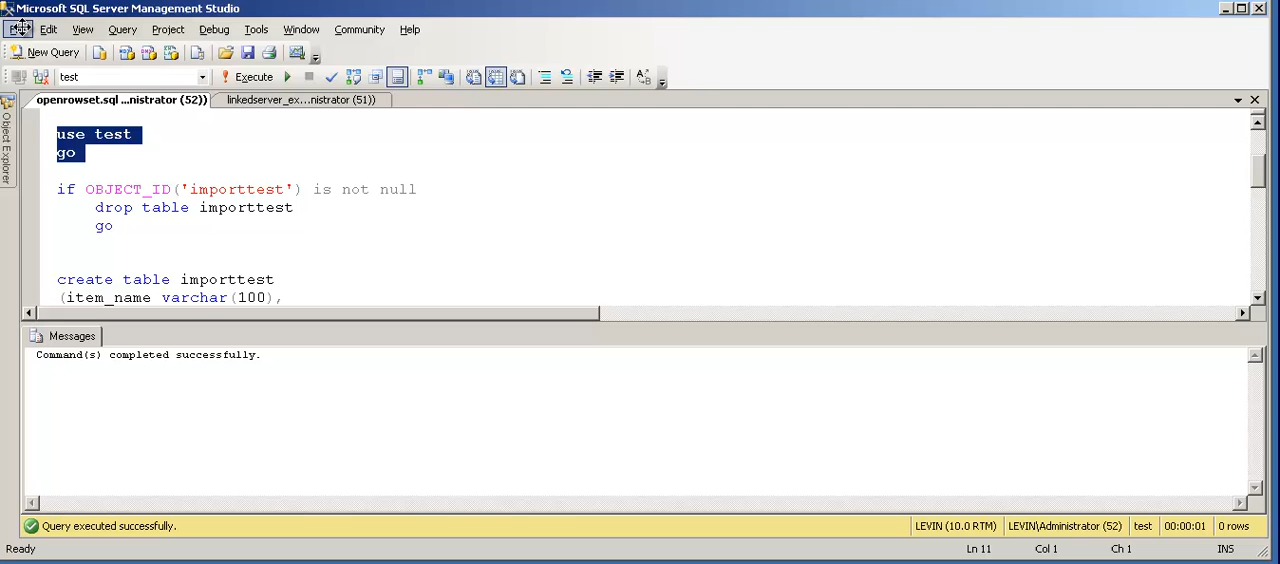 Microsoft SQL Server Management Studio
Edit View Query Project Debug Tools Window Community Help
New Query
test Execute
openrowset.sql ...nistrator (52)) linkedserver_ex...nistrator (51))
Object Explorer
use test
go
if OBJECT_ID('importtest') is not null
drop table importtest
go
create table importtest
(item_name varchar(100),
Messages
Command(s) completed successfully.
Query executed successfully. LEVIN (10.0 RTM) LEVIN\Administrator (52) test 00:00:01 0 rows
Ready Ln 11 Col 1 Ch 1 INS